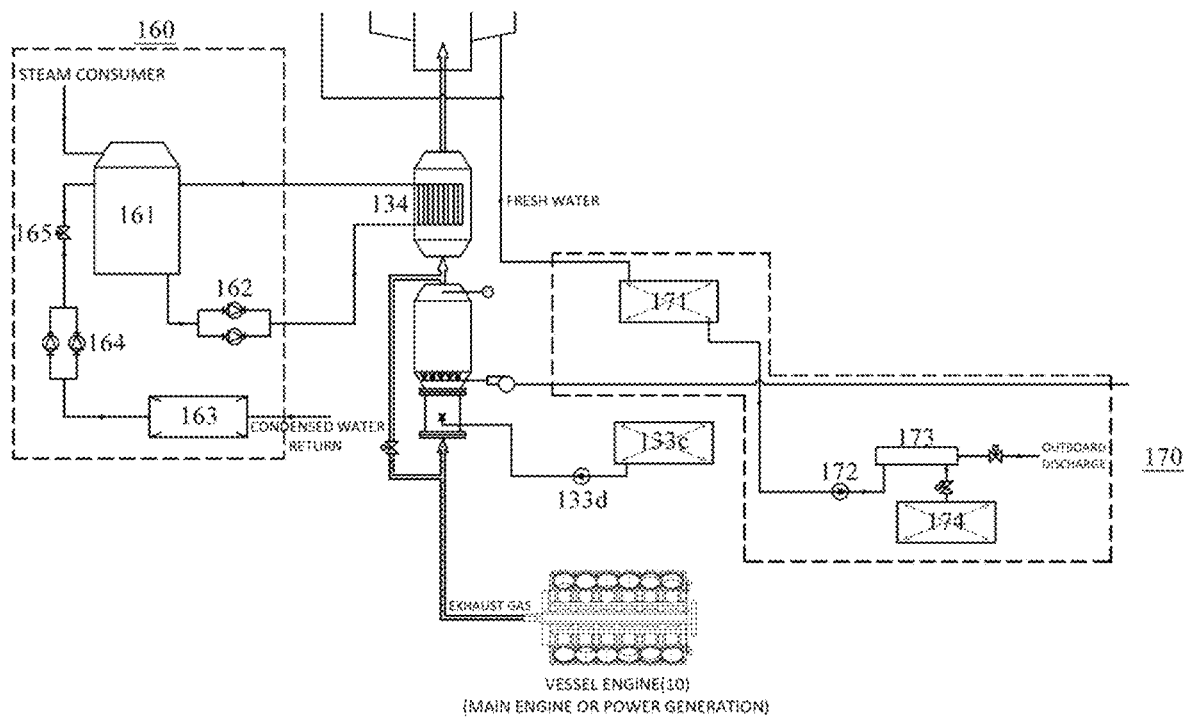 160
STEAM CONSUMER
161
134
165
FRESH WATER
162
171
164
163
CONDENSED WATER
RETURN
133c
173
OUTBOARD
DISCHARGE
170
172
133d
174
EXHAUST GAS
VESSEL ENGINE(10)
(MAIN ENGINE OR POWER GENERATION)